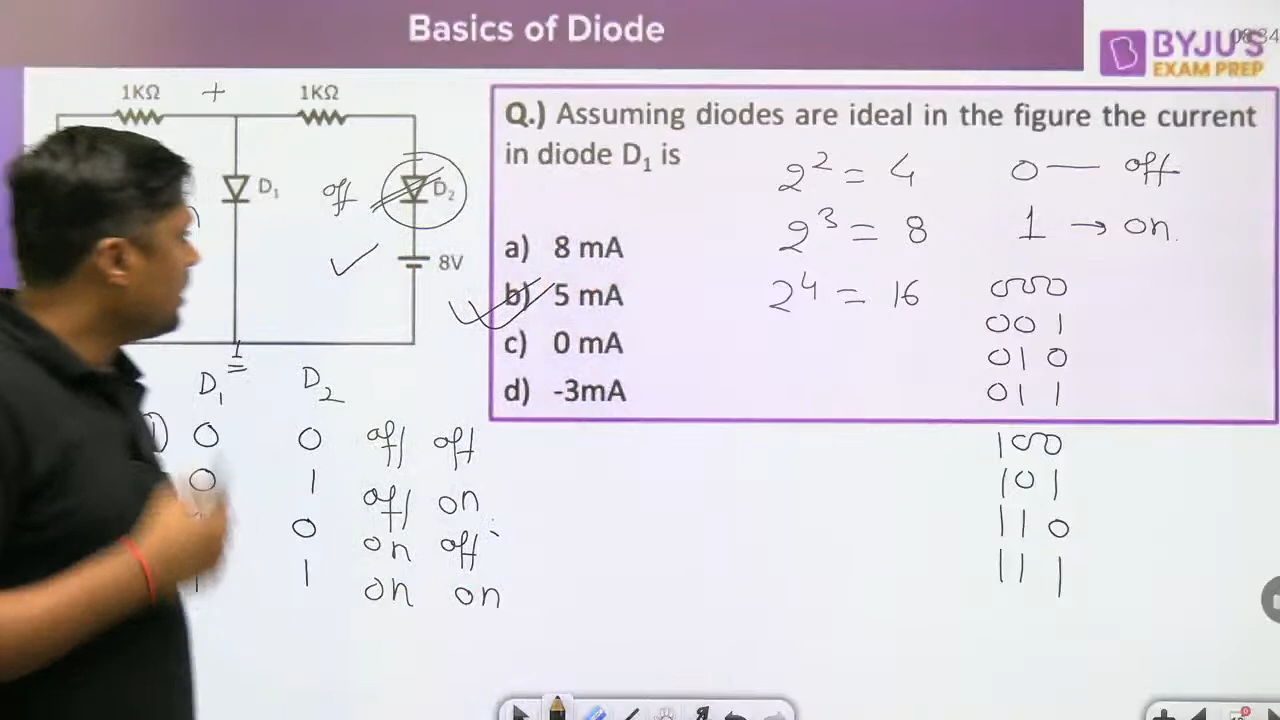 Basics of Diode
BYJU'S
EXAM PREP
1KΩ
+
1KΩ
D1
off
D2
8V
Q.) Assuming diodes are ideal in the figure the current
in diode D1 is
a) 8 mA
b) 5 mA
c) 0 mA
d) -3mA
2² = 4
2³ = 8
2⁴ = 16
0 — off
1 → on.
000
001
010
011
100
101
110
111
D1 D2
0 0 off off
0 1 off on
0 on off
1 1 on on